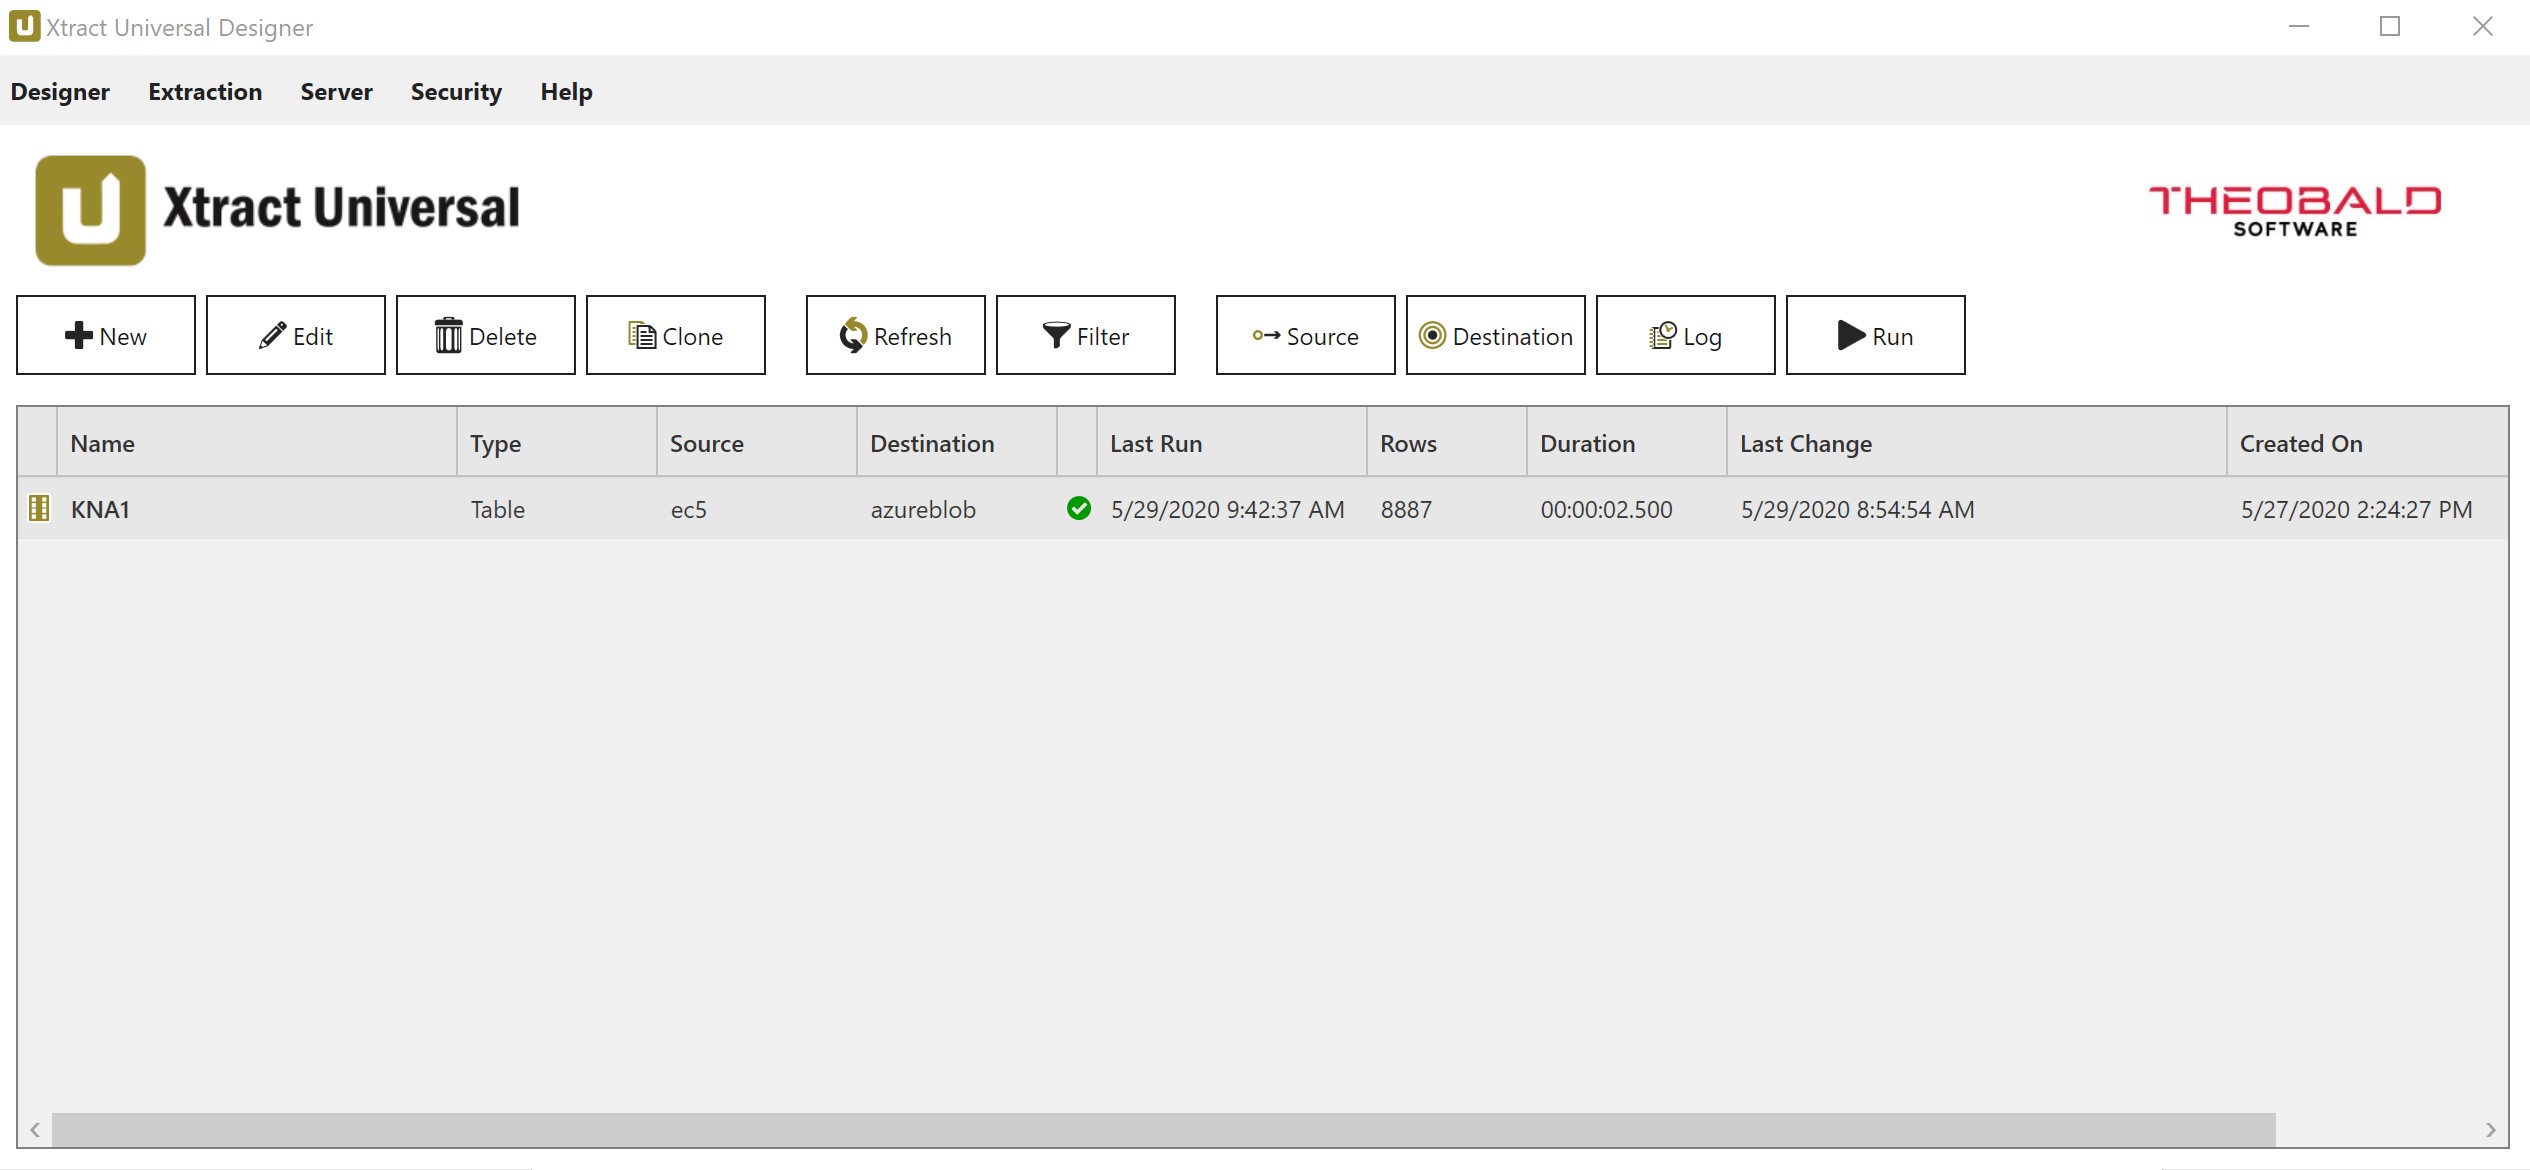 Xtract Universal Designer
Designer Extraction Server Security Help
Xtract Universal
THEOBALD
SOFTWARE
New Edit Delete Clone Refresh Filter Source Destination Log Run
Name Type Source Destination Last Run Rows Duration Last Change Created On
KNA1 Table ec5 azureblob 5/29/2020 9:42:37 AM 8887 00:00:02.500 5/29/2020 8:54:54 AM 5/27/2020 2:24:27 PM